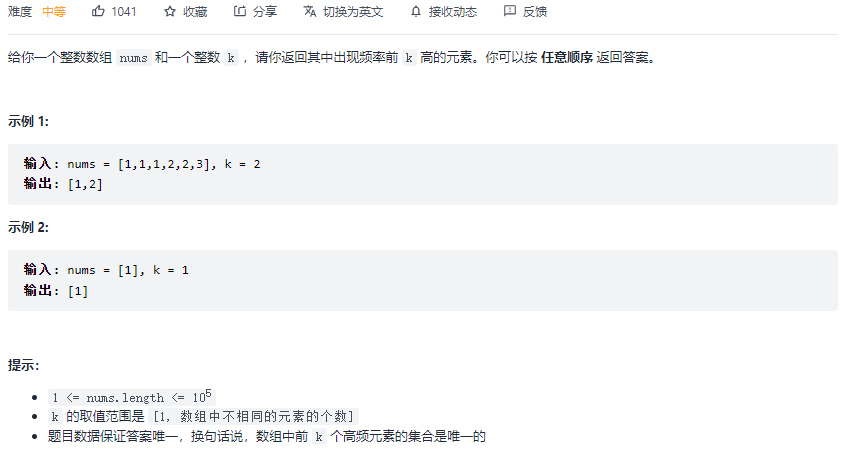 难度 中等 1041 收藏 分享 切换为英文 接收动态 反馈
给你一个整数数组 nums 和一个整数 k ，请你返回其中出现频率前 k 高的元素。你可以按 任意顺序 返回答案。
示例 1:
输入: nums = [1,1,1,2,2,3], k = 2
输出: [1,2]
示例 2:
输入: nums = [1], k = 1
输出: [1]
提示：
1 <= nums.length <= 10⁵
k 的取值范围是 [1, 数组中不相同的元素的个数]
题目数据保证答案唯一，换句话说，数组中前 k 个高频元素的集合是唯一的